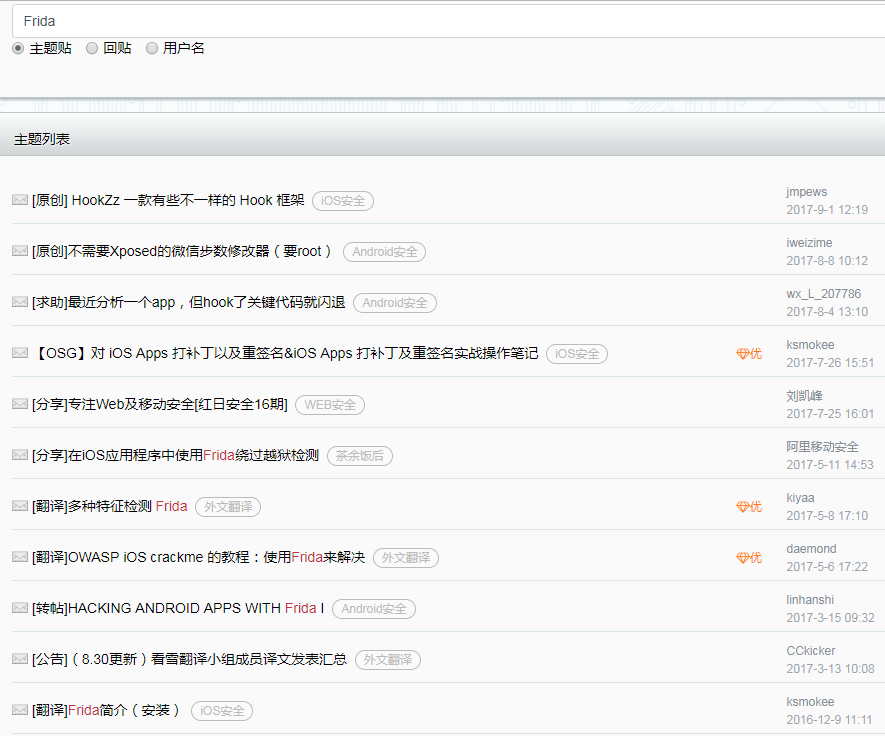 Frida
主题贴 回贴 用户名
主题列表
[原创] HookZz 一款有些不一样的 Hook 框架 iOS安全
jmpews
2017-9-1 12:19
[原创]不需要Xposed的微信步数修改器（要root） Android安全
iweizime
2017-8-8 10:12
[求助]最近分析一个app，但hook了关键代码就闪退 Android安全
wx_L_207786
2017-8-4 13:10
【OSG】对 iOS Apps 打补丁以及重签名&iOS Apps 打补丁及重签名实战操作笔记 iOS安全
优
ksmokee
2017-7-26 15:51
[分享]专注Web及移动安全[红日安全16期] WEB安全
刘凯峰
2017-7-25 16:01
[分享]在iOS应用程序中使用Frida绕过越狱检测 茶余饭后
阿里移动安全
2017-5-11 14:53
[翻译]多种特征检测 Frida 外文翻译
优
kiyaa
2017-5-8 17:10
[翻译]OWASP iOS crackme 的教程：使用Frida来解决 外文翻译
优
daemond
2017-5-6 17:22
[转帖]HACKING ANDROID APPS WITH Frida I Android安全
linhanshi
2017-3-15 09:32
[公告]（8.30更新）看雪翻译小组成员译文发表汇总 外文翻译
CCkicker
2017-3-13 10:08
[翻译]Frida简介（安装） iOS安全
ksmokee
2016-12-9 11:11